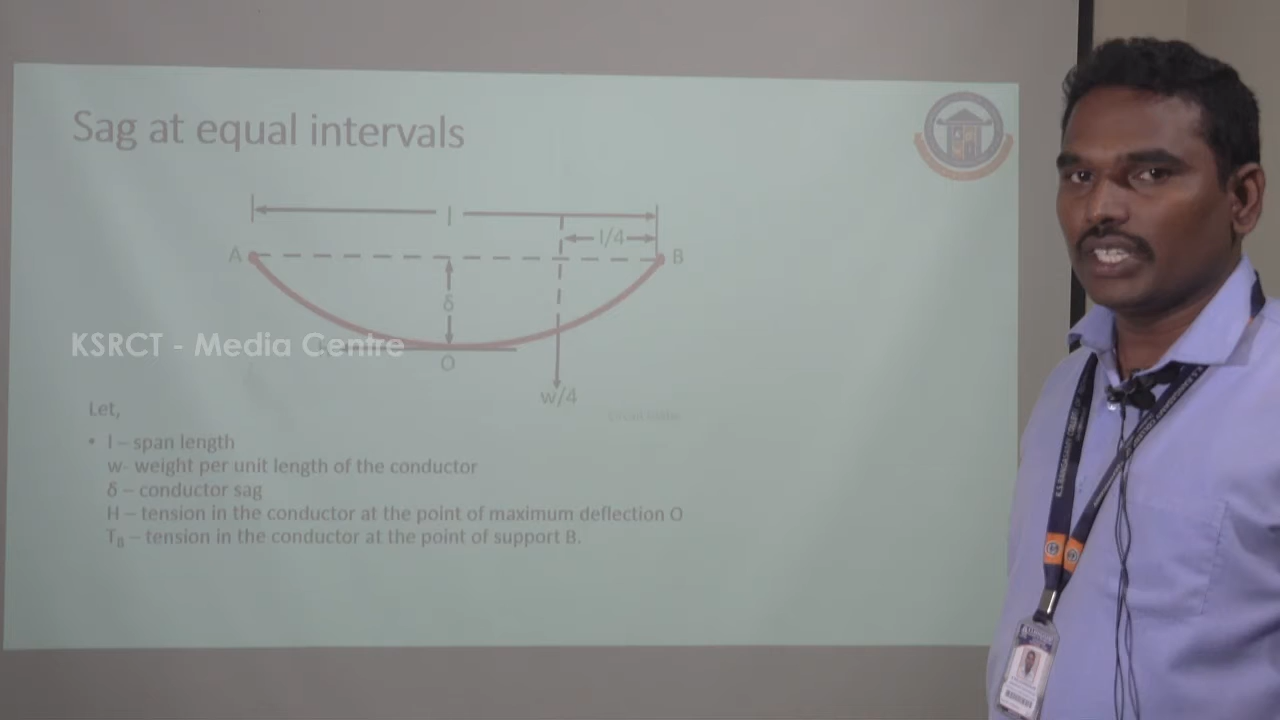 Sag at equal intervals
l
l/4
A
B
δ
KSRCT - Media Centre
O
w/4
Let,
• l – span length
w- weight per unit length of the conductor
δ – conductor sag
H – tension in the conductor at the point of maximum deflection O
T_B – tension in the conductor at the point of support B.